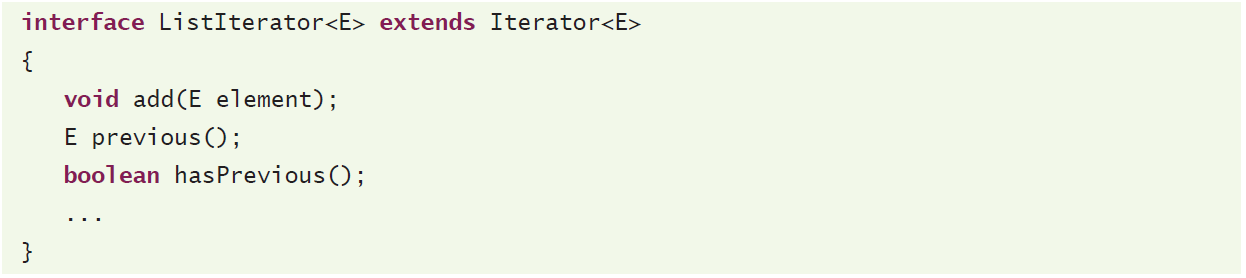 interface ListIterator<E> extends Iterator<E>
{
void add(E element);
E previous();
boolean hasPrevious();
...
}